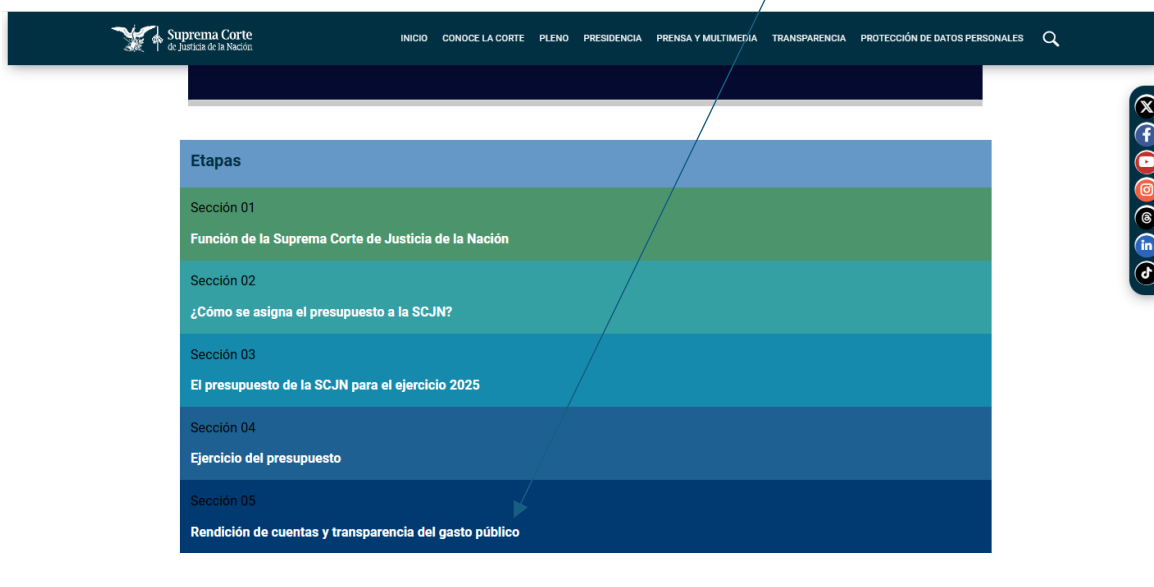 Suprema Corte
de Justicia de la Nación
INICIO CONOCE LA CORTE PLENO PRESIDENCIA PRENSA Y MULTIMEDIA TRANSPARENCIA PROTECCIÓN DE DATOS PERSONALES
Etapas
Sección 01
Función de la Suprema Corte de Justicia de la Nación
Sección 02
¿Cómo se asigna el presupuesto a la SCJN?
Sección 03
El presupuesto de la SCJN para el ejercicio 2025
Sección 04
Ejercicio del presupuesto
Sección 05
Rendición de cuentas y transparencia del gasto público